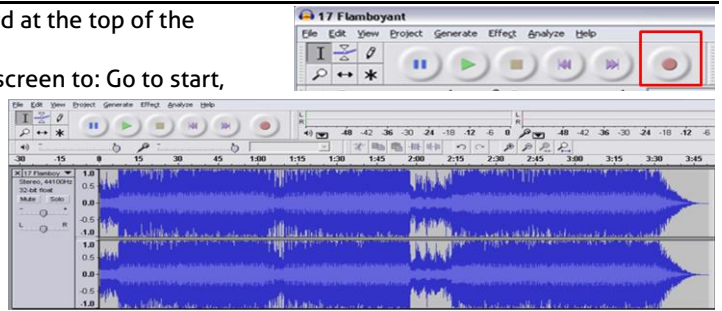 d at the top of the
screen to: Go to start,
17 Flamboyant
File Edit View Project Generate Effect Analyze Help
File Edit View Project Generate Effect Analyze Help
L
R
-48 -42 -36 -30 -24 -18 -12 -6 0
L
R
-48 -42 -36 -30 -24 -18 -12 -6
-30 -15 0 15 30 45 1:00 1:15 1:30 1:45 2:00 2:15 2:30 2:45 3:00 3:15 3:30 3:45
17 Flamboy
Stereo, 44100Hz
32-bit float
Mute Solo
- +
L R
1.0
0.5
0.0
-0.5
-1.0
1.0
0.5
0.0
-0.5
-1.0